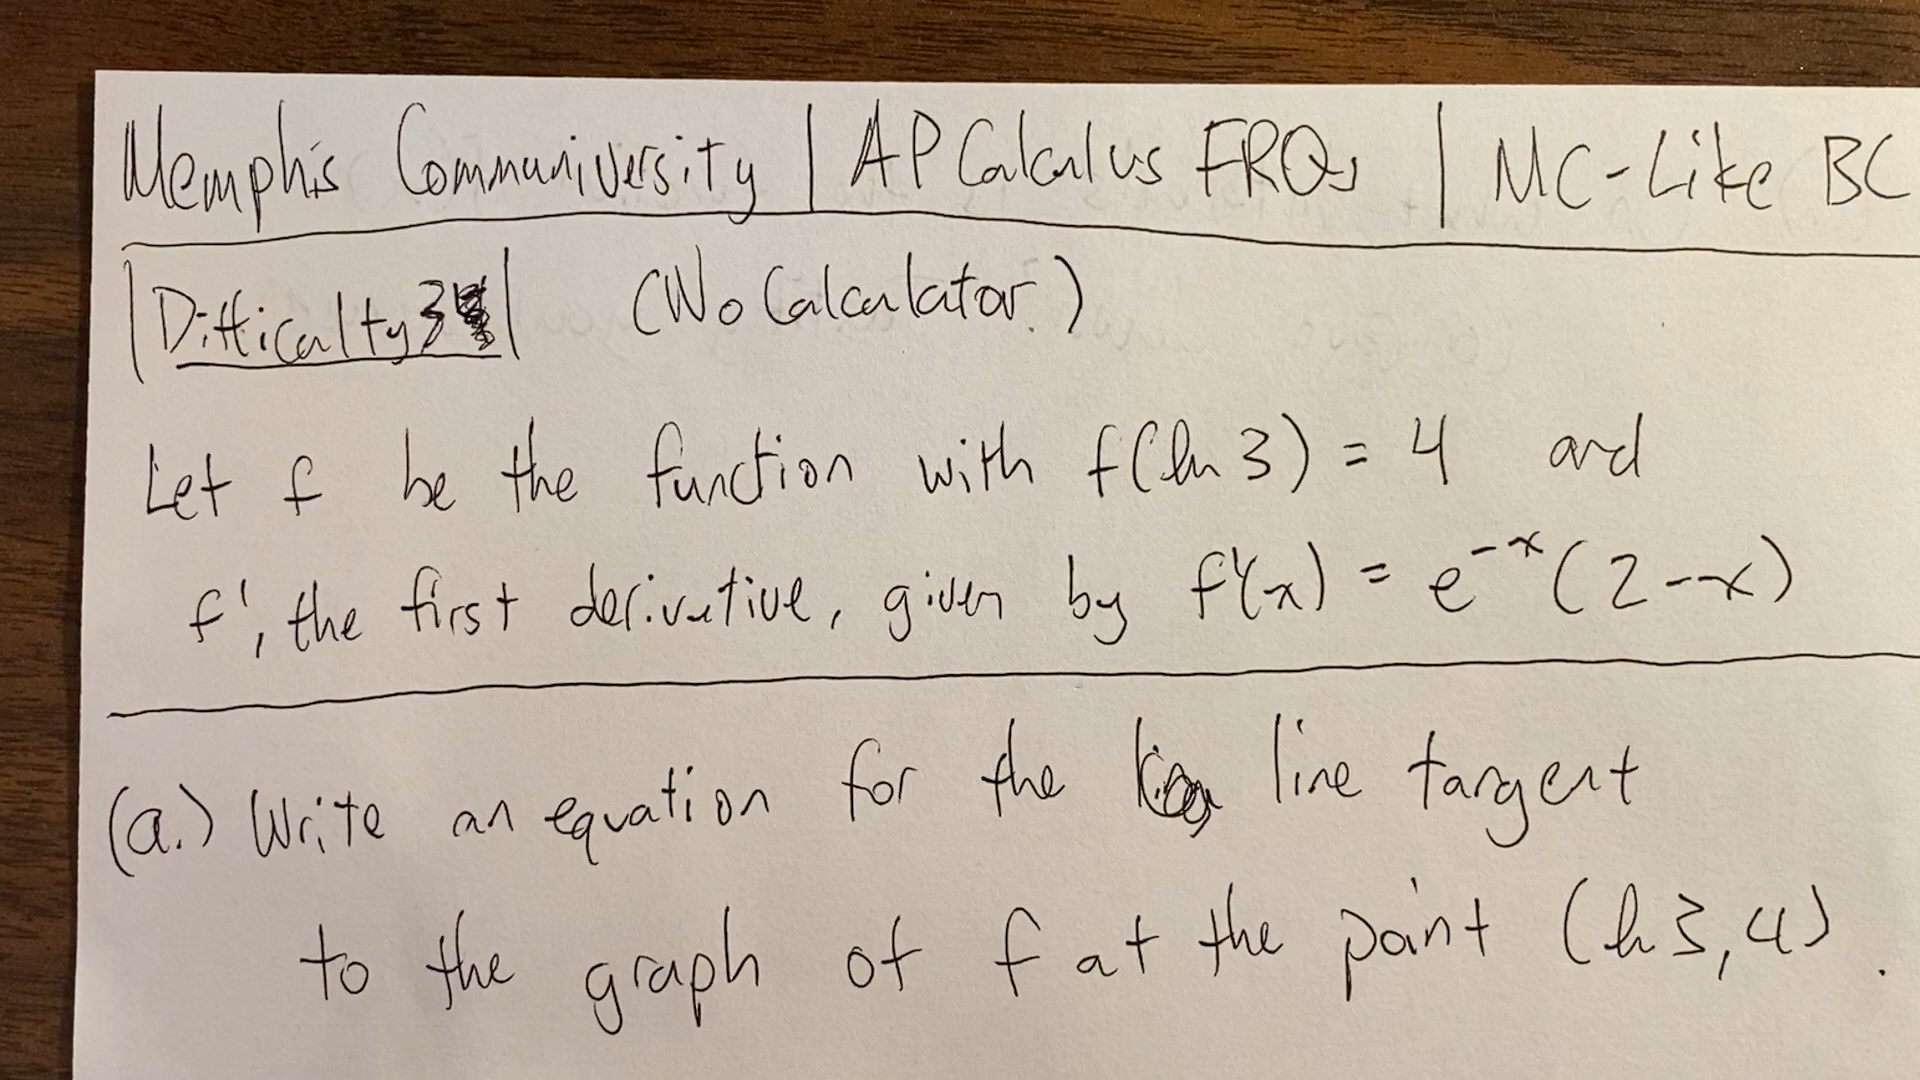 Memphis Communiversity | AP Calculus FRQs | MC-Like BC
Difficulty 3 (No Calculator.)
Let f be the function with f(ln 3) = 4 and
f', the first derivative, given by f'(x) = e^-x (2-x)
(a.) Write an equation for the line tangent
to the graph of f at the point (ln 3, 4).